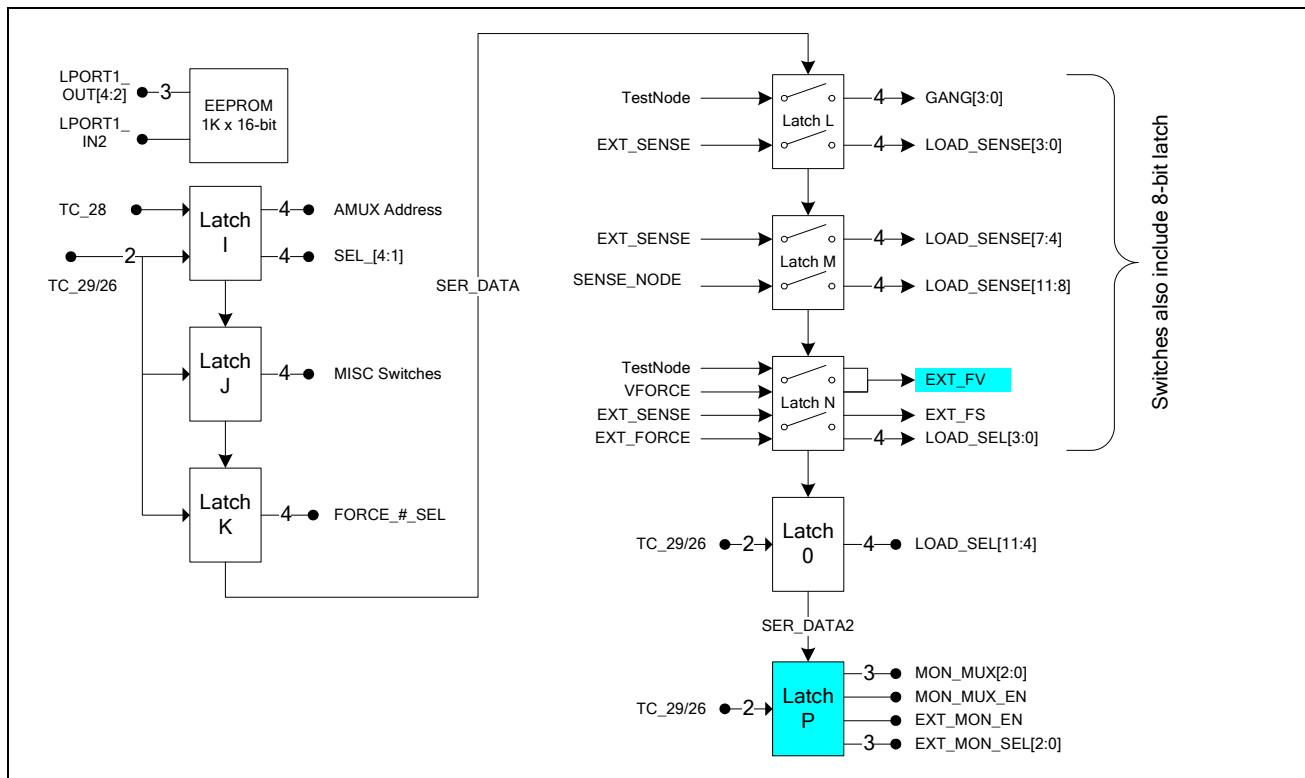 LPORT1_
OUT[4:2]
3
EEPROM
1K x 16-bit
LPORT1_
IN2
TC_28
Latch
I
4
AMUX Address
4
SEL_[4:1]
2
TC_29/26
Latch
J
4
MISC Switches
Latch
K
4
FORCE_#_SEL
SER_DATA
TestNode
Latch L
4
GANG[3:0]
EXT_SENSE
4
LOAD_SENSE[3:0]
EXT_SENSE
Latch M
4
LOAD_SENSE[7:4]
SENSE_NODE
4
LOAD_SENSE[11:8]
TestNode
VFORCE
EXT_FV
Latch N
EXT_SENSE
EXT_FS
EXT_FORCE
4
LOAD_SEL[3:0]
Switches also include 8-bit latch
TC_29/26
2
Latch
0
4
LOAD_SEL[11:4]
SER_DATA2
TC_29/26
2
Latch
P
3
MON_MUX[2:0]
MON_MUX_EN
EXT_MON_EN
3
EXT_MON_SEL[2:0]